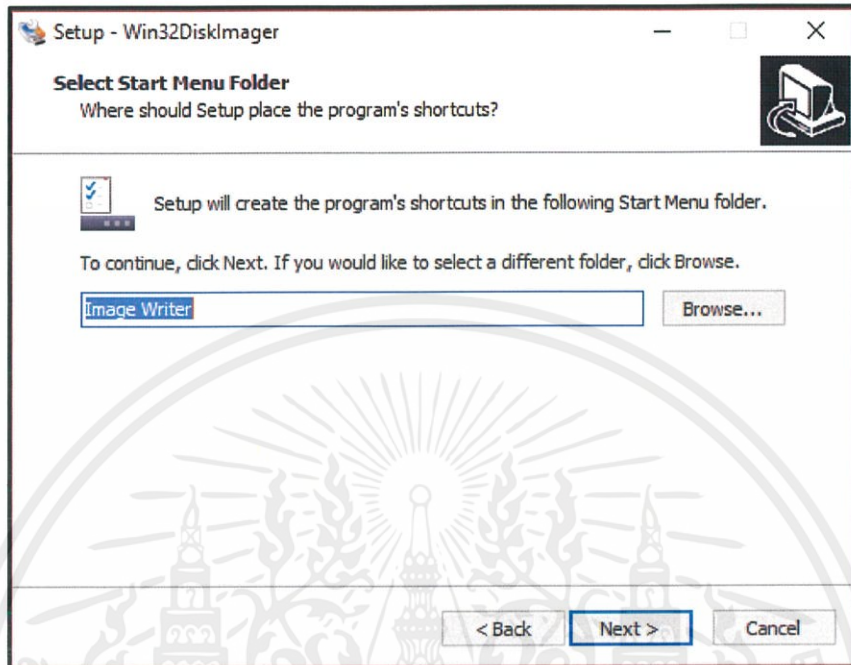 Setup - Win32DiskImager
Select Start Menu Folder
Where should Setup place the program's shortcuts?
Setup will create the program's shortcuts in the following Start Menu folder.
To continue, click Next. If you would like to select a different folder, click Browse.
Image Writer
Browse...
< Back
Next >
Cancel